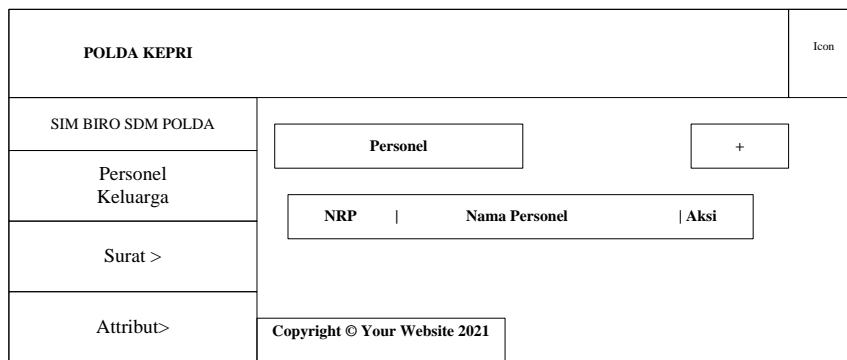 POLDA KEPRI
Icon
SIM BIRO SDM POLDA
Personel
Keluarga
Surat >
Attribut>
Personel
+
NRP | Nama Personel | Aksi
Copyright © Your Website 2021